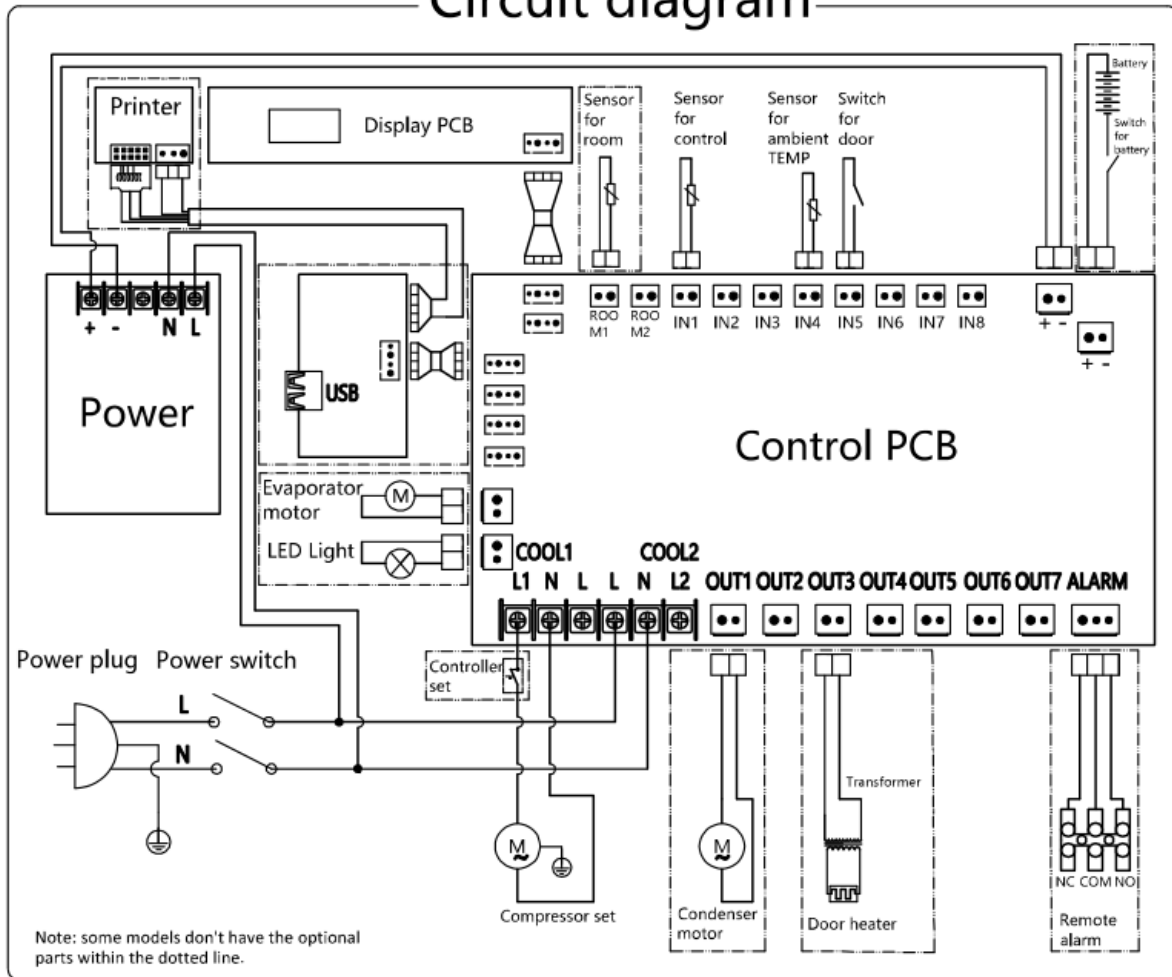 Circuit diagram
Printer
Display PCB
Sensor
for
room
Sensor
for
control
Sensor
for
ambient
TEMP
Switch
for
door
Battery
Switch
for
battery
+ - N L
Power
USB
ROO
M1
ROO
M2
IN1 IN2 IN3 IN4 IN5 IN6 IN7 IN8
+ -
+ -
Control PCB
Evaporator
motor
M
LED Light
COOL1 COOL2
L1 N L L N L2 OUT1 OUT2 OUT3 OUT4 OUT5 OUT6 OUT7 ALARM
Power plug Power switch
L
N
Controller
set
M
~
Compressor set
M
~
Condenser
motor
Transformer
Door heater
NC COM NO
Remote
alarm
Note: some models don't have the optional
parts within the dotted line.